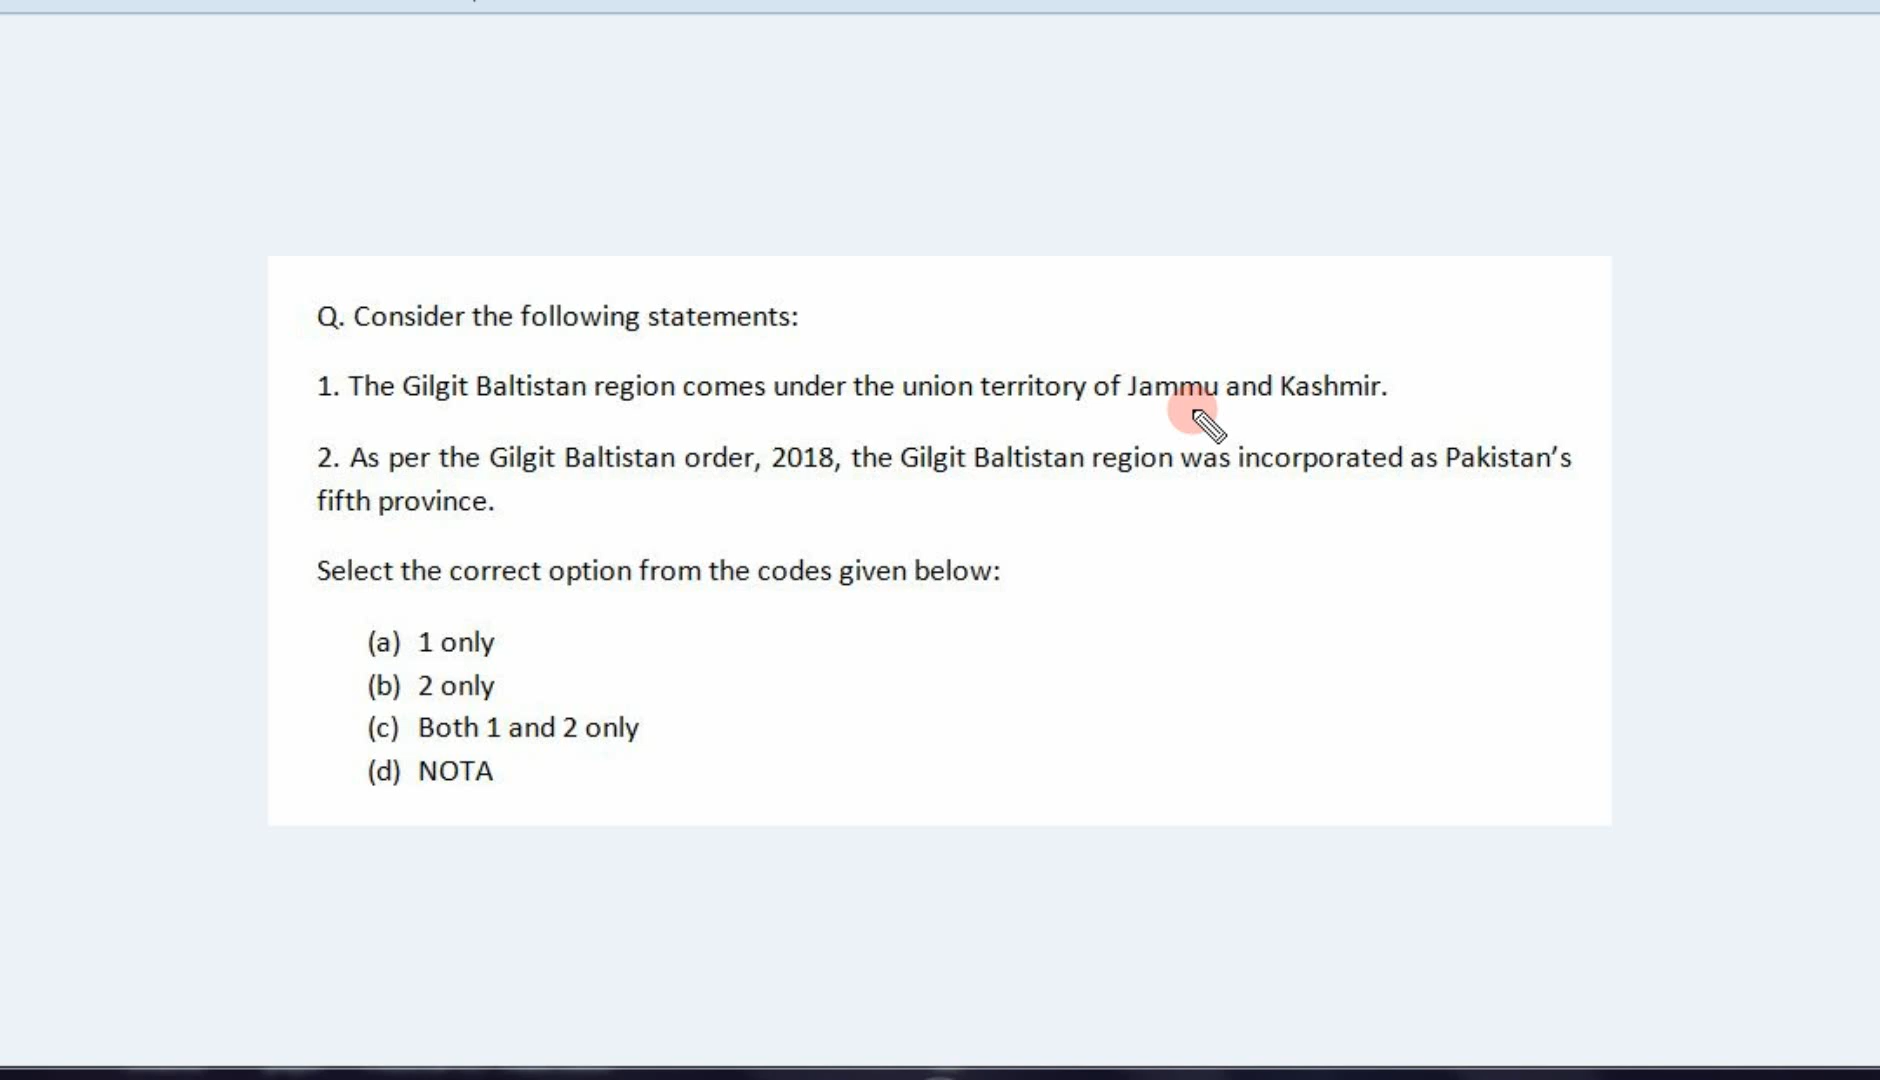 Q. Consider the following statements:
1. The Gilgit Baltistan region comes under the union territory of Jammu and Kashmir.
2. As per the Gilgit Baltistan order, 2018, the Gilgit Baltistan region was incorporated as Pakistan’s
fifth province.
Select the correct option from the codes given below:
(a) 1 only
(b) 2 only
(c) Both 1 and 2 only
(d) NOTA